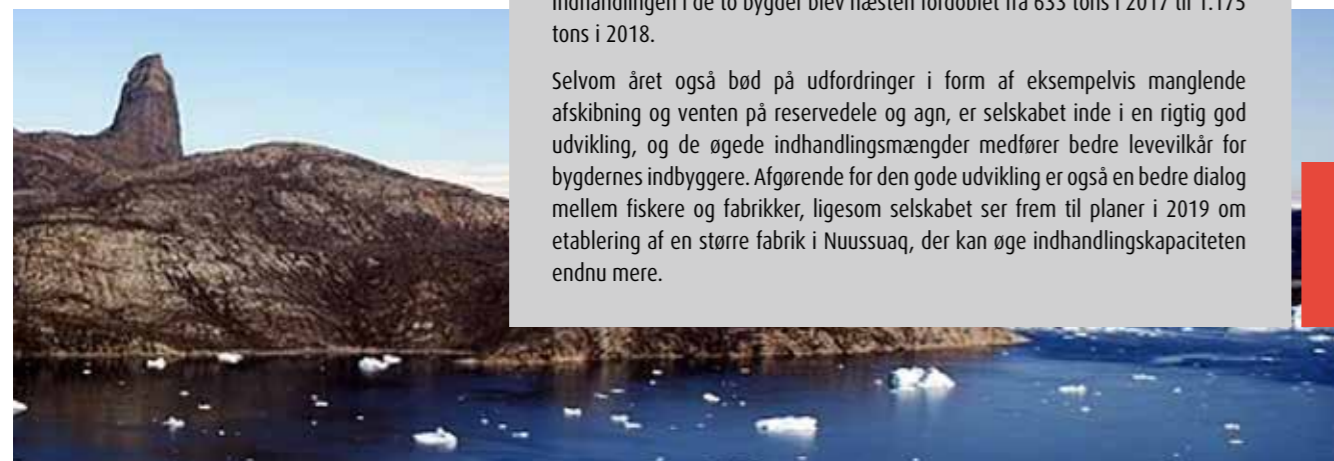 Indhandlingen i de to bygder blev næsten fordoblet fra 633 tons i 2017 til 1.175
tons i 2018.
Selvom året også bød på udfordringer i form af eksempelvis manglende
afskibning og venten på reservedele og agn, er selskabet inde i en rigtig god
udvikling, og de øgede indhandlingsmængder medfører bedre levevilkår for
bygdernes indbyggere. Afgørende for den gode udvikling er også en bedre dialog
mellem fiskere og fabrikker, ligesom selskabet ser frem til planer i 2019 om
etablering af en større fabrik i Nuussuaq, der kan øge indhandlingskapaciteten
endnu mere.